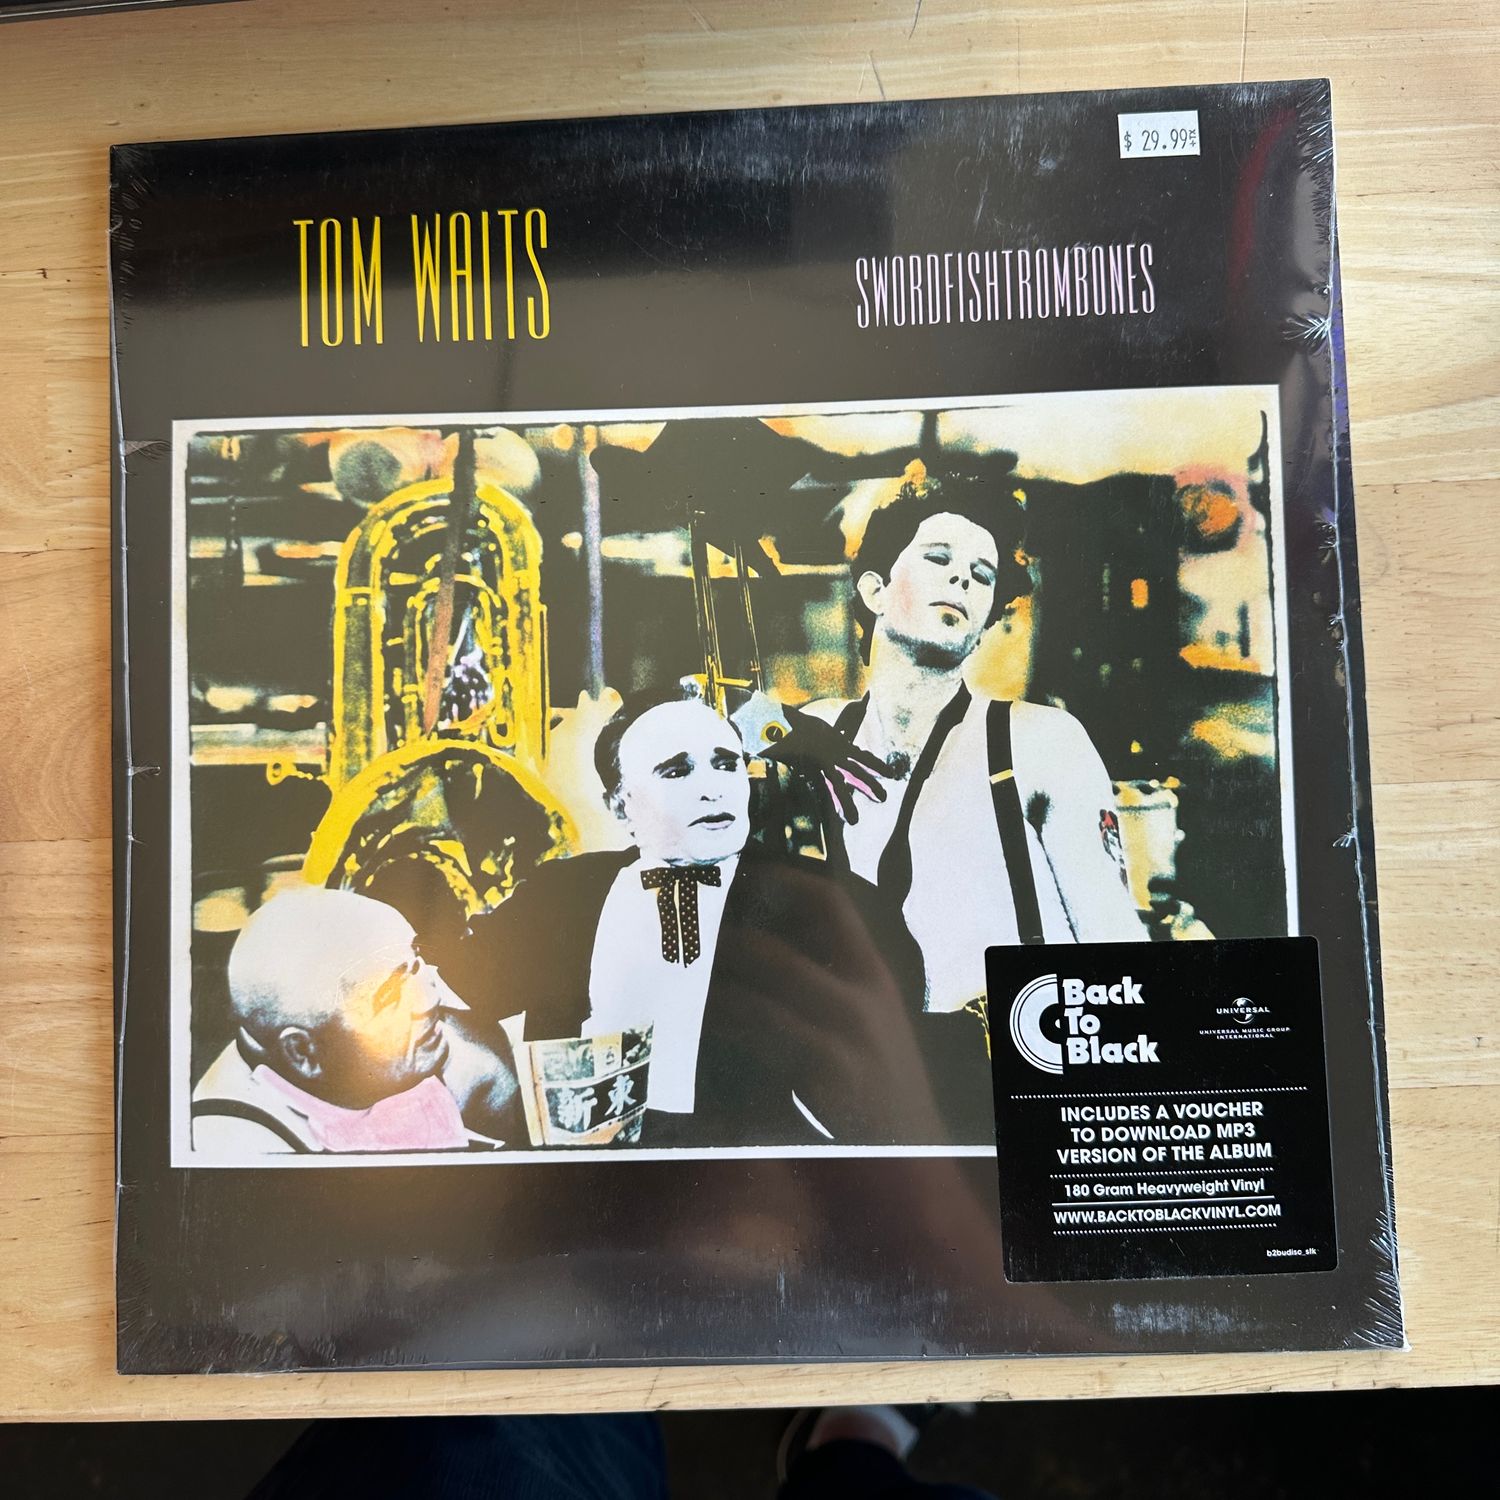 $ 29.99 +TX
TOM WAITS
SWORDFISHTROMBONES
新東
Back
To
Black
UNIVERSAL
UNIVERSAL MUSIC GROUP
INTERNATIONAL
INCLUDES A VOUCHER
TO DOWNLOAD MP3
VERSION OF THE ALBUM
180 Gram Heavyweight Vinyl
WWW.BACKTOBLACKVINYL.COM
b2budisc_stk